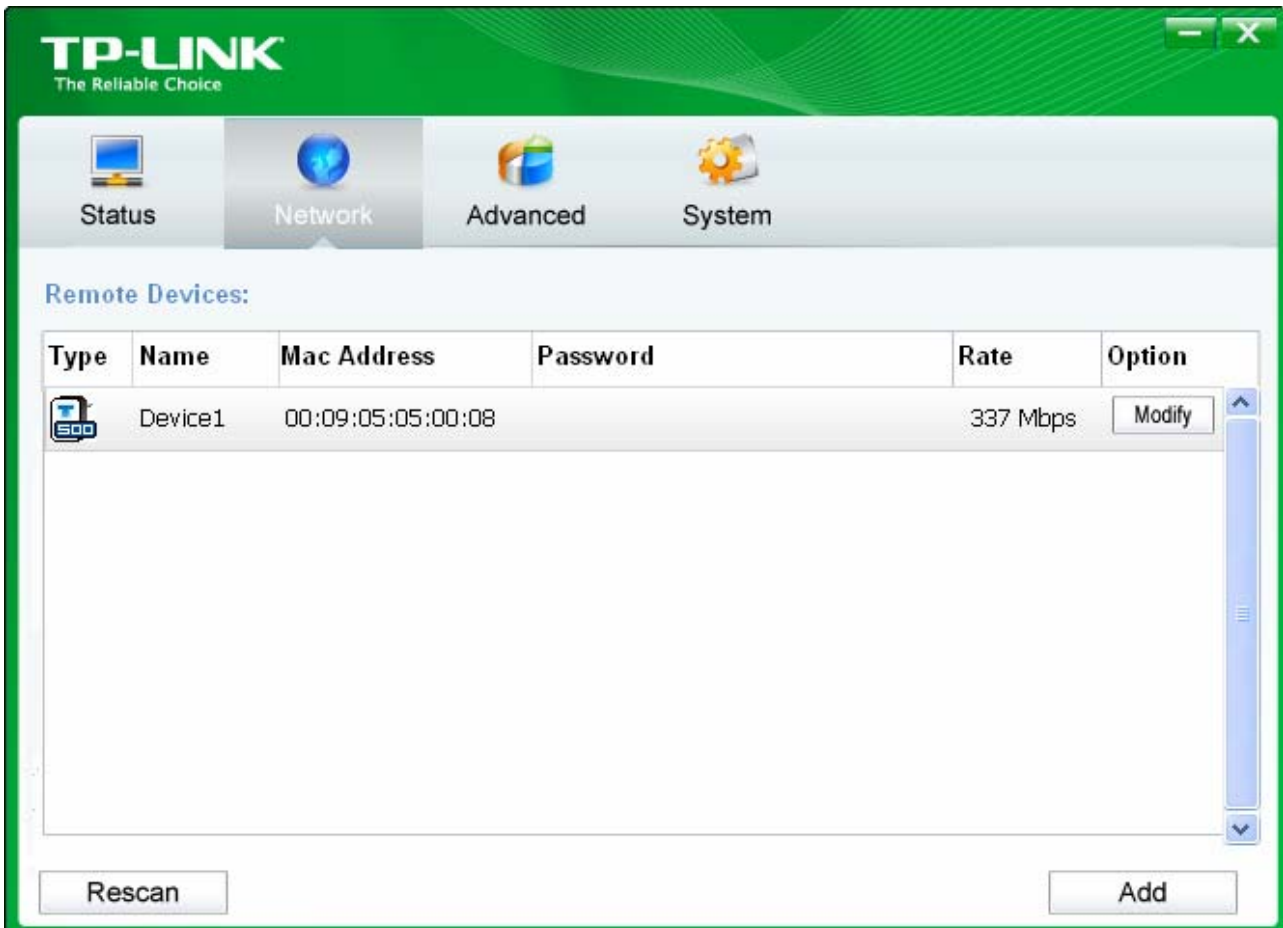 TP-LINK
The Reliable Choice
Status Network Advanced System
Remote Devices:
Type Name Mac Address Password Rate Option
T 500 Device1 00:09:05:05:00:08 337 Mbps Modify
Rescan Add